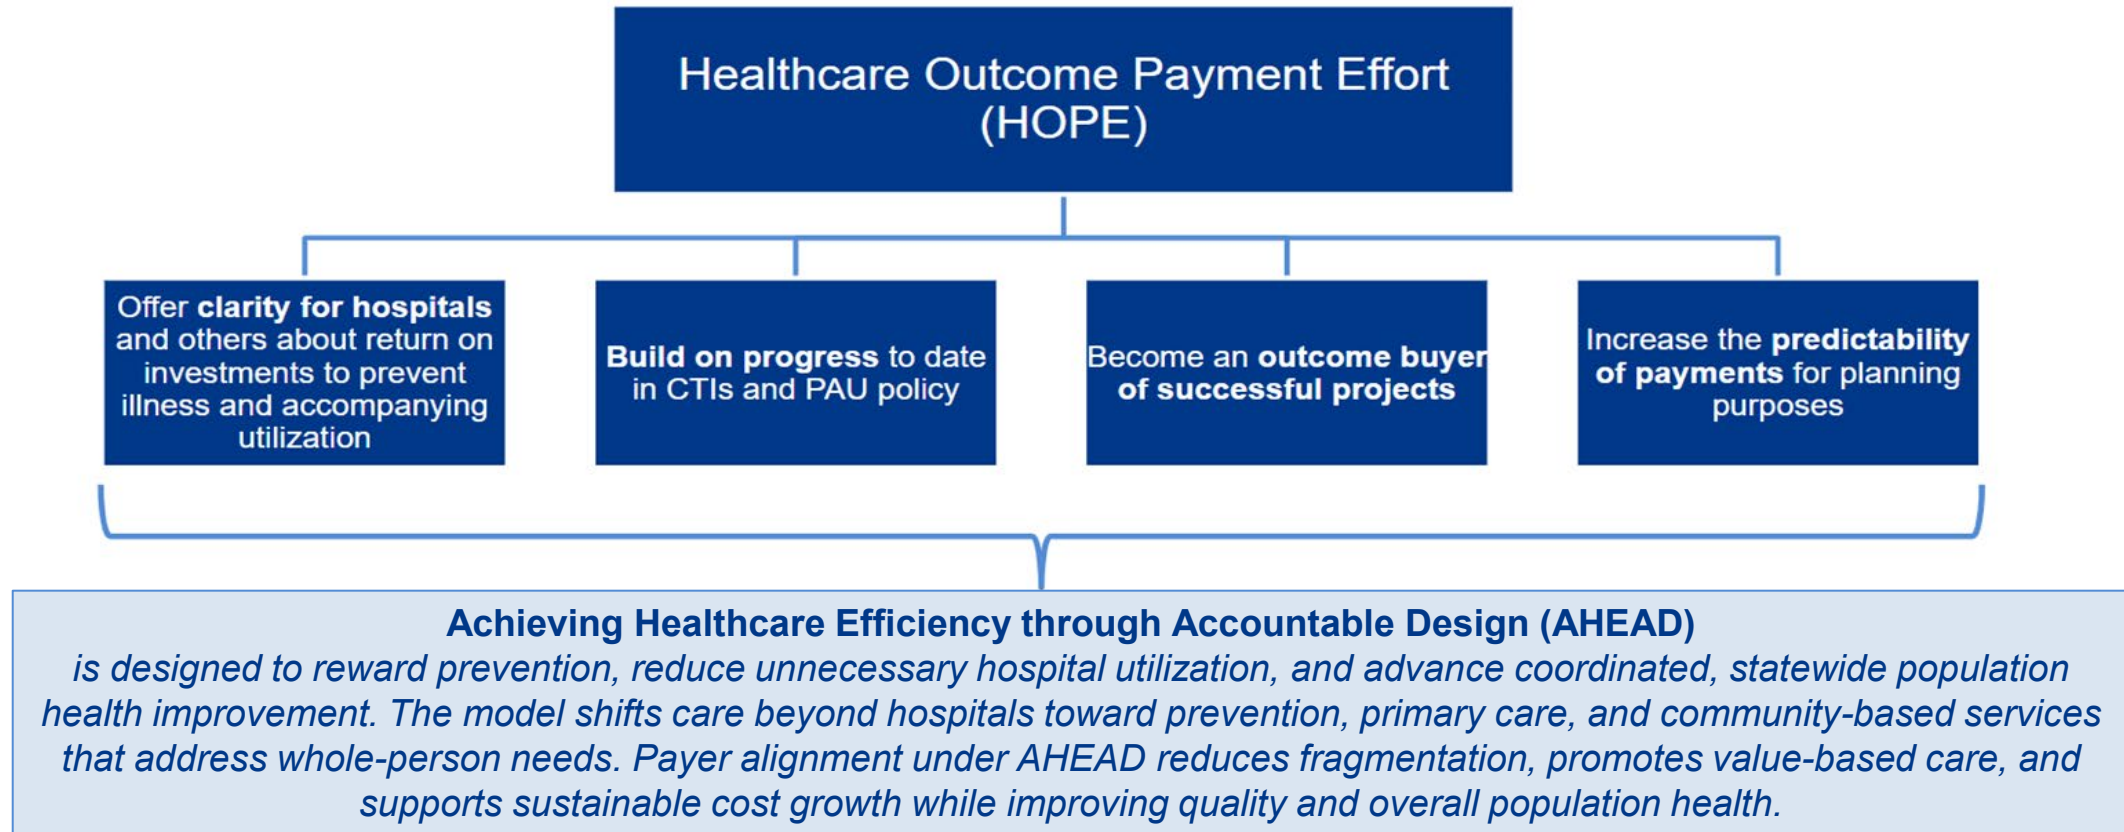 Healthcare Outcome Payment Effort
(HOPE)
Offer clarity for hospitals
and others about return on
investments to prevent
illness and accompanying
utilization
Build on progress to date
in CTIs and PAU policy
Become an outcome buyer
of successful projects
Increase the predictability
of payments for planning
purposes
Achieving Healthcare Efficiency through Accountable Design (AHEAD)
is designed to reward prevention, reduce unnecessary hospital utilization, and advance coordinated, statewide population
health improvement. The model shifts care beyond hospitals toward prevention, primary care, and community-based services
that address whole-person needs. Payer alignment under AHEAD reduces fragmentation, promotes value-based care, and
supports sustainable cost growth while improving quality and overall population health.